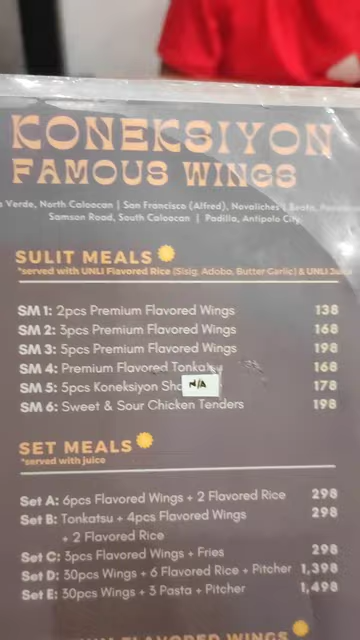 KONEKSIYON
FAMOUS WINGS
Verde, North Caloocan | San Francisco (Alfred), Novaliches |
Samson Road, South Caloocan | Padilla, Antipolo City
SULIT MEALS
*served with UNLI Flavored Rice (Sisig, Adobo, Butter Garlic) & UNLI
SM 1: 2pcs Premium Flavored Wings 138
SM 2: 3pcs Premium Flavored Wings 168
SM 3: 5pcs Premium Flavored Wings 198
SM 4: Premium Flavored Tonkatsu 168
SM 5: 5pcs Koneksiyon Sha N/A 178
SM 6: Sweet & Sour Chicken Tenders 198
SET MEALS
*served with juice
Set A: 6pcs Flavored Wings + 2 Flavored Rice 298
Set B: Tonkatsu + 4pcs Flavored Wings 298
+ 2 Flavored Rice
Set C: 3pcs Flavored Wings + Fries 298
Set D: 30pcs Wings + 6 Flavored Rice + Pitcher 1,398
Set E: 30pcs Wings + 3 Pasta + Pitcher 1,498
FLAVORED WINGS